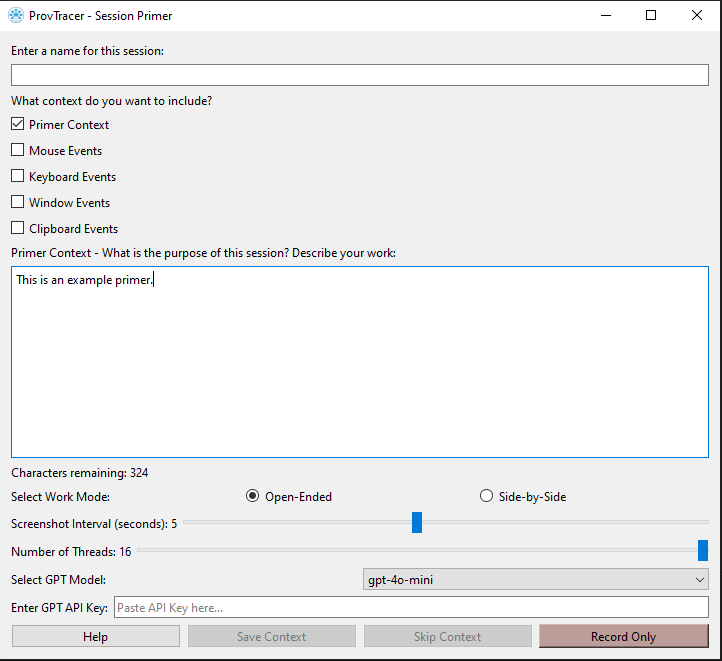 ProvTracer - Session Primer
Enter a name for this session:
What context do you want to include?
Primer Context
Mouse Events
Keyboard Events
Window Events
Clipboard Events
Primer Context - What is the purpose of this session? Describe your work:
This is an example primer.
Characters remaining: 324
Select Work Mode: Open-Ended Side-by-Side
Screenshot Interval (seconds): 5
Number of Threads: 16
Select GPT Model: gpt-4o-mini
Enter GPT API Key: Paste API Key here...
Help Save Context Skip Context Record Only